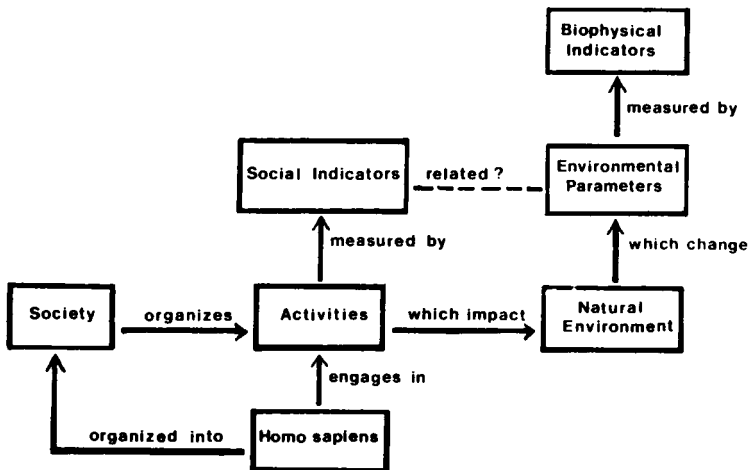 Biophysical
Indicators
measured by
Social Indicators
related ?
Environmental
Parameters
measured by
which change
Society
organizes
Activities
which impact
Natural
Environment
engages in
organized into
Homo sapiens